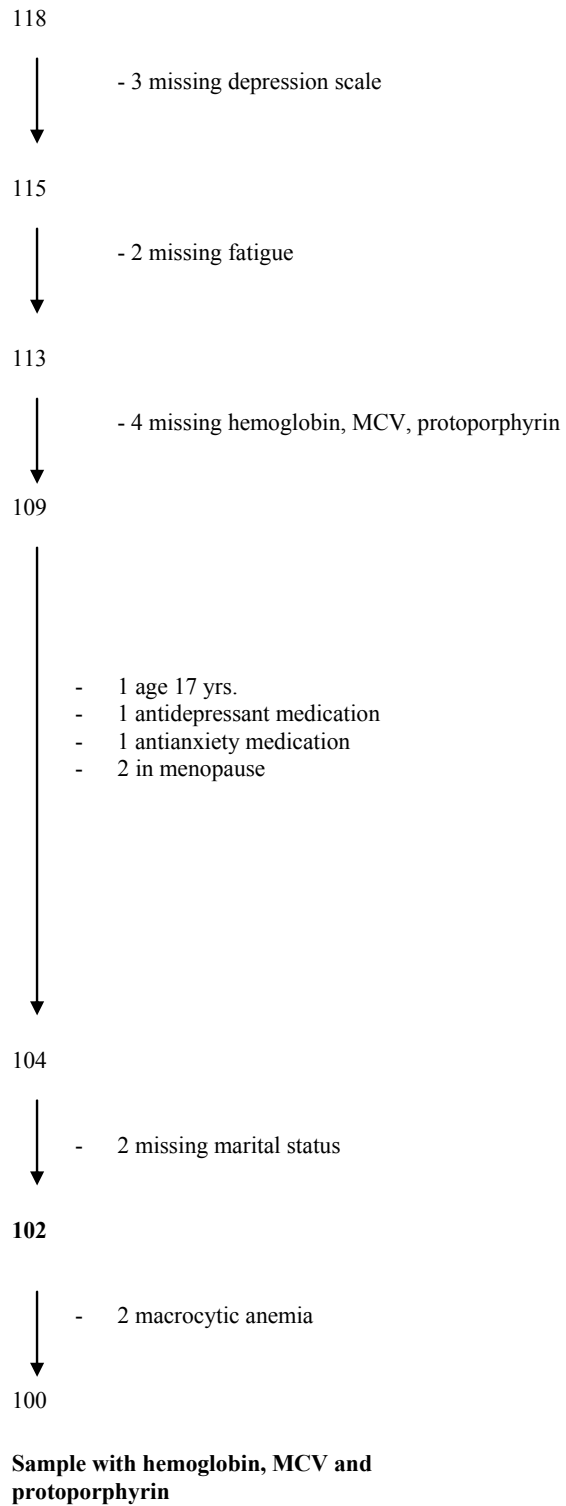 118
- 3 missing depression scale
115
- 2 missing fatigue
113
- 4 missing hemoglobin, MCV, protoporphyrin
109
- 1 age 17 yrs.
- 1 antidepressant medication
- 1 antianxiety medication
- 2 in menopause
104
- 2 missing marital status
102
- 2 macrocytic anemia
100
Sample with hemoglobin, MCV and
protoporphyrin